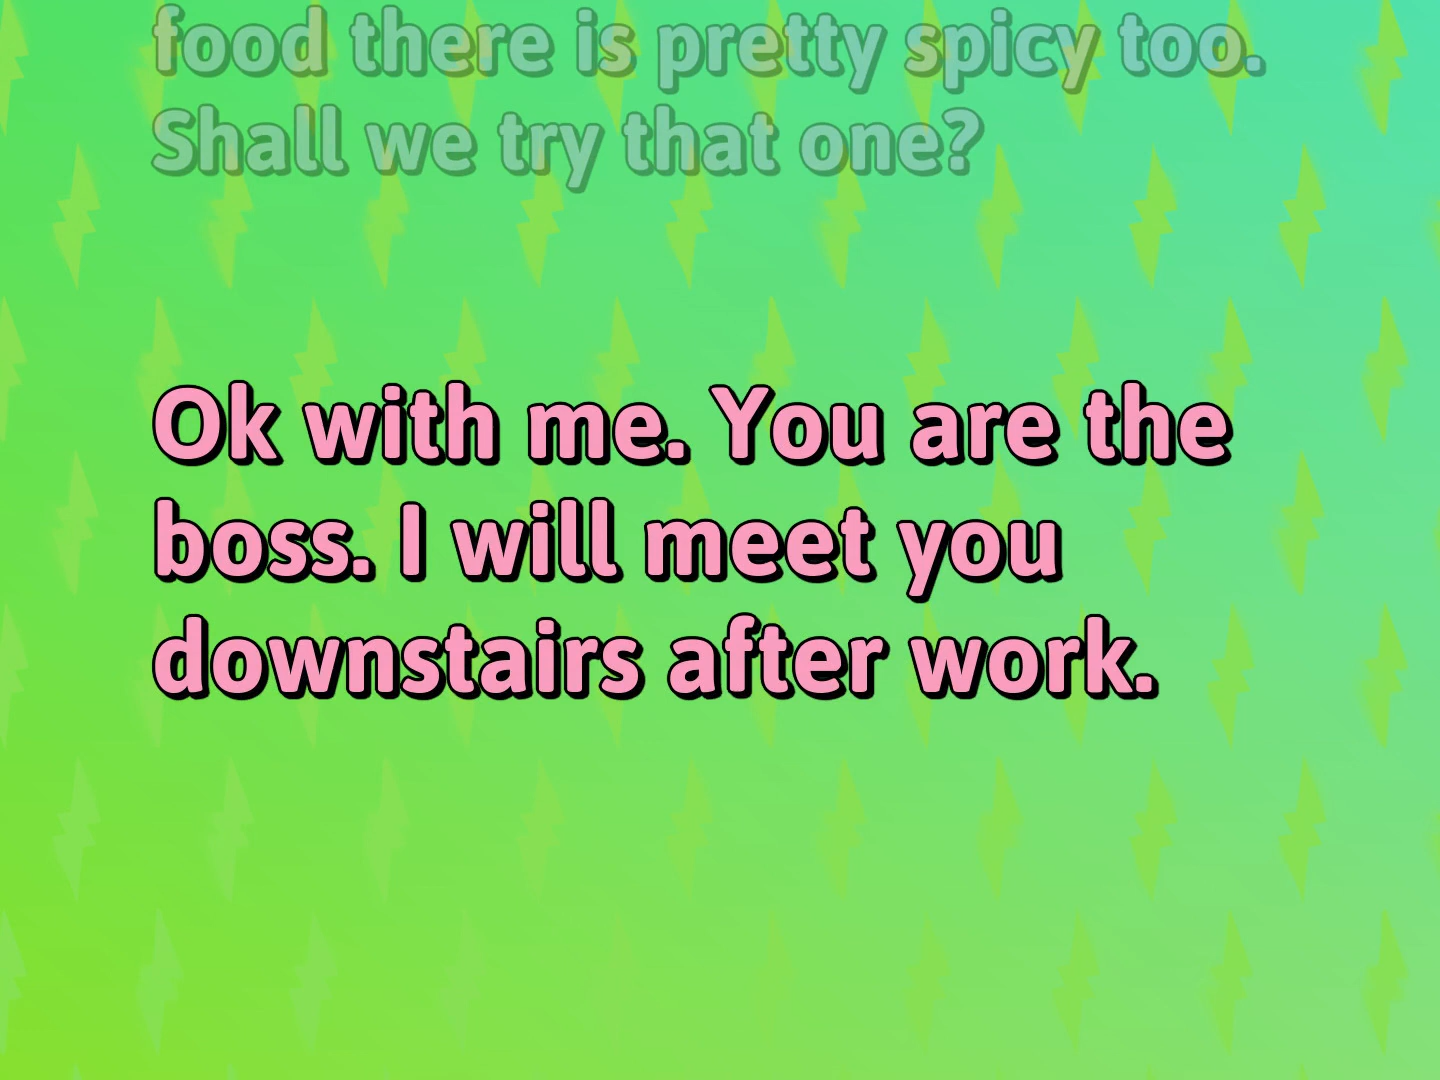 food there is pretty spicy too.
Shall we try that one?
Ok with me. You are the
boss. I will meet you
downstairs after work.